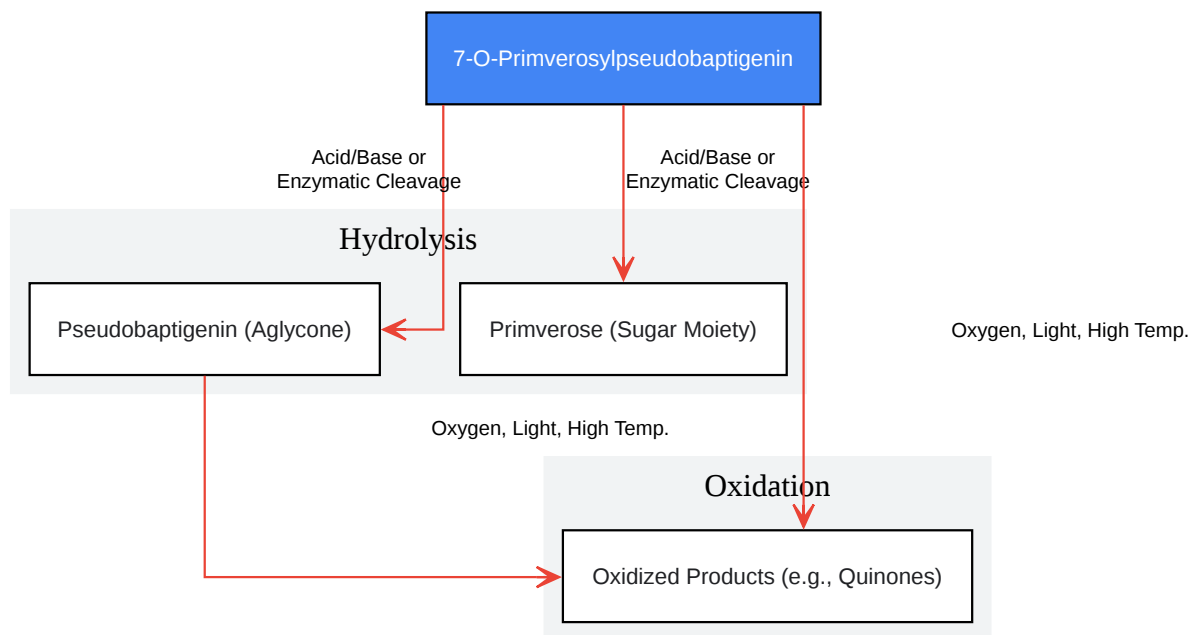 7-O-Primverosylpseudobaptigenin
Acid/Base or
Enzymatic Cleavage
Acid/Base or
Enzymatic Cleavage
Hydrolysis
Pseudobaptigenin (Aglycone)
Primverose (Sugar Moiety)
Oxygen, Light, High Temp.
Oxygen, Light, High Temp.
Oxidation
Oxidized Products (e.g., Quinones)